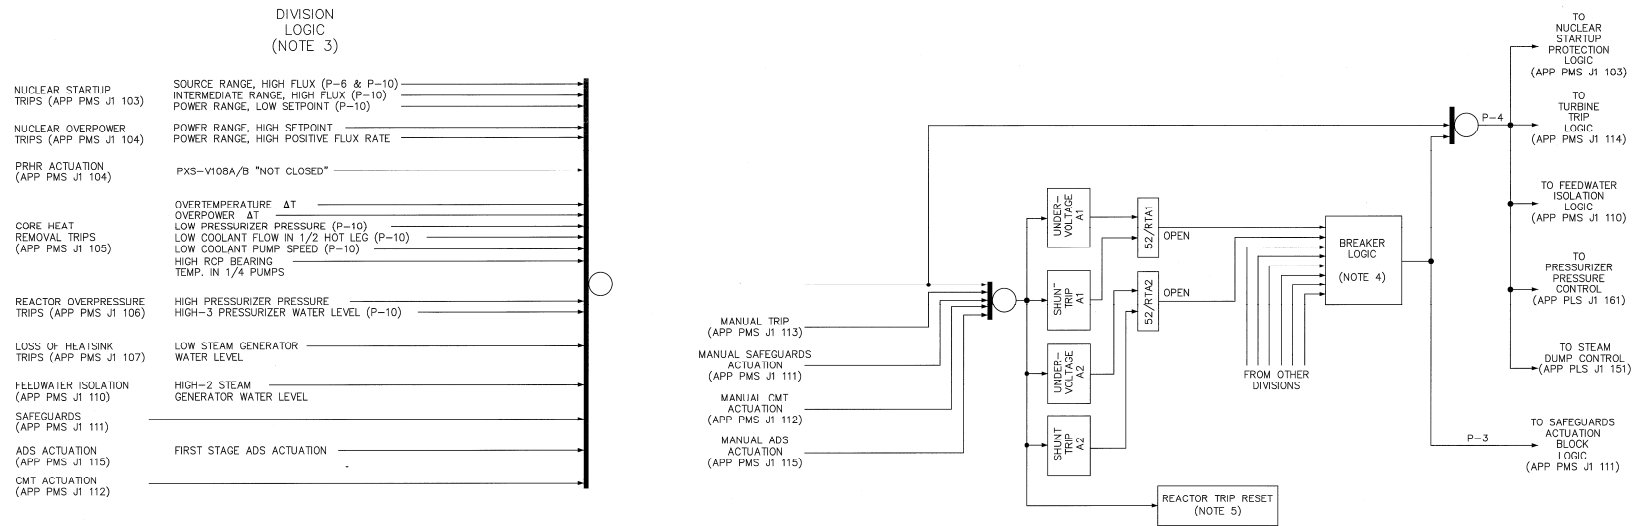 DIVISION
LOGIC
(NOTE 3)
NUCLEAR STARTUP
TRIPS (APP PMS J1 103)
SOURCE RANGE, HIGH FLUX (P-6 & P-10)
INTERMEDIATE RANGE, HIGH FLUX (P-10)
POWER RANGE, LOW SETPOINT (P-10)
NUCLEAR OVERPOWER
TRIPS (APP PMS J1 104)
POWER RANGE, HIGH SETPOINT
POWER RANGE, HIGH POSITIVE FLUX RATE
PRHR ACTUATION
(APP PMS J1 104)
PXS-V108A/B "NOT CLOSED"
CORE HEAT
REMOVAL TRIPS
(APP PMS J1 105)
OVERTEMPERATURE ΔT
OVERPOWER ΔT
LOW PRESSURIZER PRESSURE (P-10)
LOW COOLANT FLOW IN 1/2 HOT LEG (P-10)
LOW COOLANT PUMP SPEED (P-10)
HIGH RCP BEARING
TEMP. IN 1/4 PUMPS
REACTOR OVERPRESSURE
TRIPS (APP PMS J1 106)
HIGH PRESSURIZER PRESSURE
HIGH-3 PRESSURIZER WATER LEVEL (P-10)
LOSS OF HEATSINK
TRIPS (APP PMS J1 107)
LOW STEAM GENERATOR
WATER LEVEL
FEEDWATER ISOLATION
(APP PMS J1 110)
HIGH-2 STEAM
GENERATOR WATER LEVEL
SAFEGUARDS
(APP PMS J1 111)
ADS ACTUATION
(APP PMS J1 115)
FIRST STAGE ADS ACTUATION
CMT ACTUATION
(APP PMS J1 112)
MANUAL TRIP
(APP PMS J1 113)
MANUAL SAFEGUARDS
ACTUATION
(APP PMS J1 111)
MANUAL CMT
ACTUATION
(APP PMS J1 112)
MANUAL ADS
ACTUATION
(APP PMS J1 115)
UNDER-
VOLTAGE
A1
SHUNT
TRIP
A1
UNDER-
VOLTAGE
A2
SHUNT
TRIP
A2
52/RTA1
OPEN
52/RTA2
OPEN
BREAKER
LOGIC
(NOTE 4)
FROM OTHER
DIVISIONS
REACTOR TRIP RESET
(NOTE 5)
P-4
P-3
TO
NUCLEAR
STARTUP
PROTECTION
LOGIC
(APP PMS J1 103)
TO
TURBINE
TRIP
LOGIC
(APP PMS J1 114)
TO FEEDWATER
ISOLATION
LOGIC
(APP PMS J1 110)
TO
PRESSURIZER
PRESSURE
CONTROL
(APP PLS J1 161)
TO STEAM
DUMP CONTROL
(APP PLS J1 151)
TO SAFEGUARDS
ACTUATION
BLOCK
LOGIC
(APP PMS J1 111)